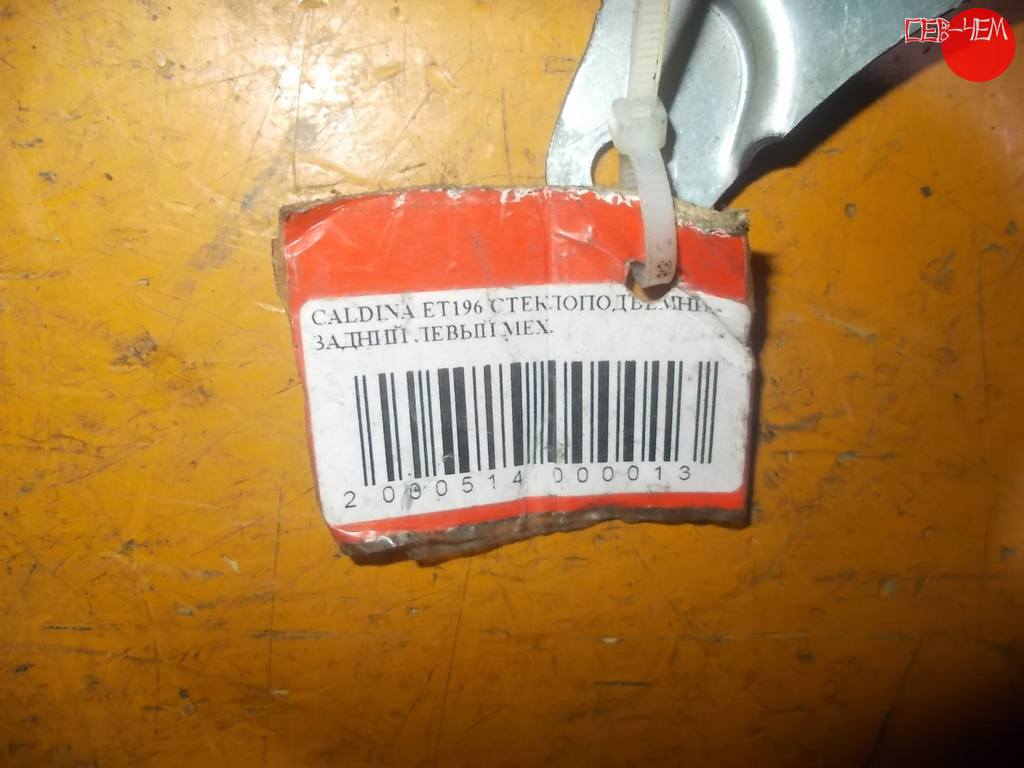 СЕВ-ЧЕМ
CALDINA ET196 СТЕКЛОПОДЪЕМНИК
ЗАДНИЙ ЛЕВЫЙ МЕХ.
2 000514 000013